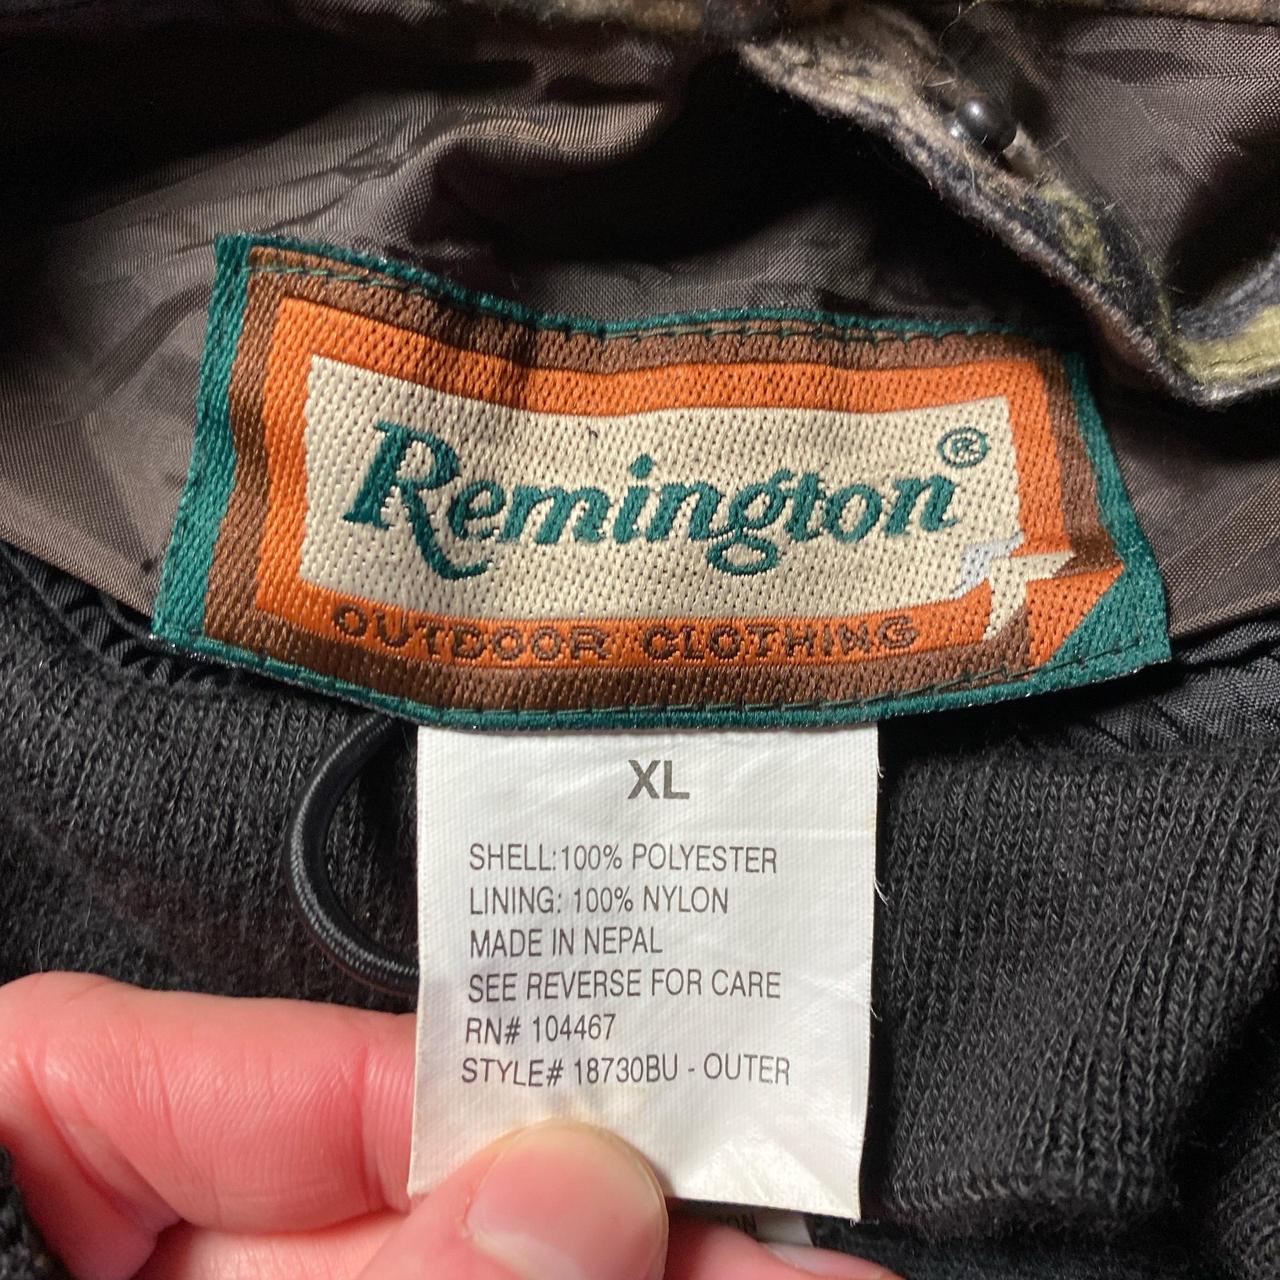 Remington®
OUTDOOR CLOTHING
XL
SHELL:100% POLYESTER
LINING: 100% NYLON
MADE IN NEPAL
SEE REVERSE FOR CARE
RN# 104467
STYLE# 18730BU - OUTER